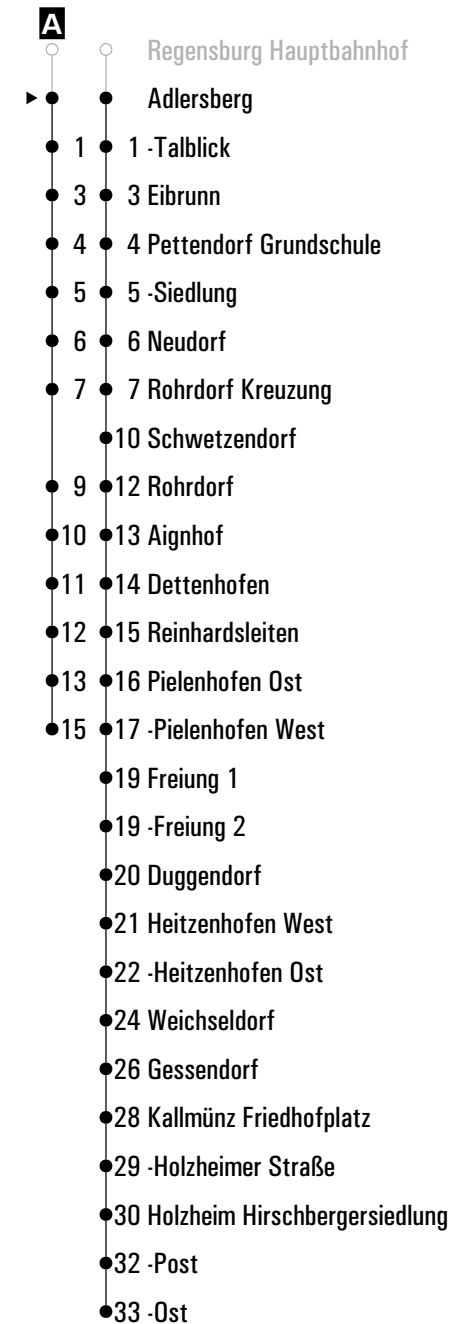 A
Regensburg Hauptbahnhof
Adlersberg
1 1 -Talblick
3 3 Eibrunn
4 4 Pettendorf Grundschule
5 5 -Siedlung
6 6 Neudorf
7 7 Rohrdorf Kreuzung
10 Schwetzendorf
9 12 Rohrdorf
10 13 Aignhof
11 14 Dettenhofen
12 15 Reinhardsleiten
13 16 Pielenhofen Ost
15 17 -Pielenhofen West
19 Freiung 1
19 -Freiung 2
20 Duggendorf
21 Heitzenhofen West
22 -Heitzenhofen Ost
24 Weichseldorf
26 Gessendorf
28 Kallmünz Friedhofplatz
29 -Holzheimer Straße
30 Holzheim Hirschbergersiedlung
32 -Post
33 -Ost